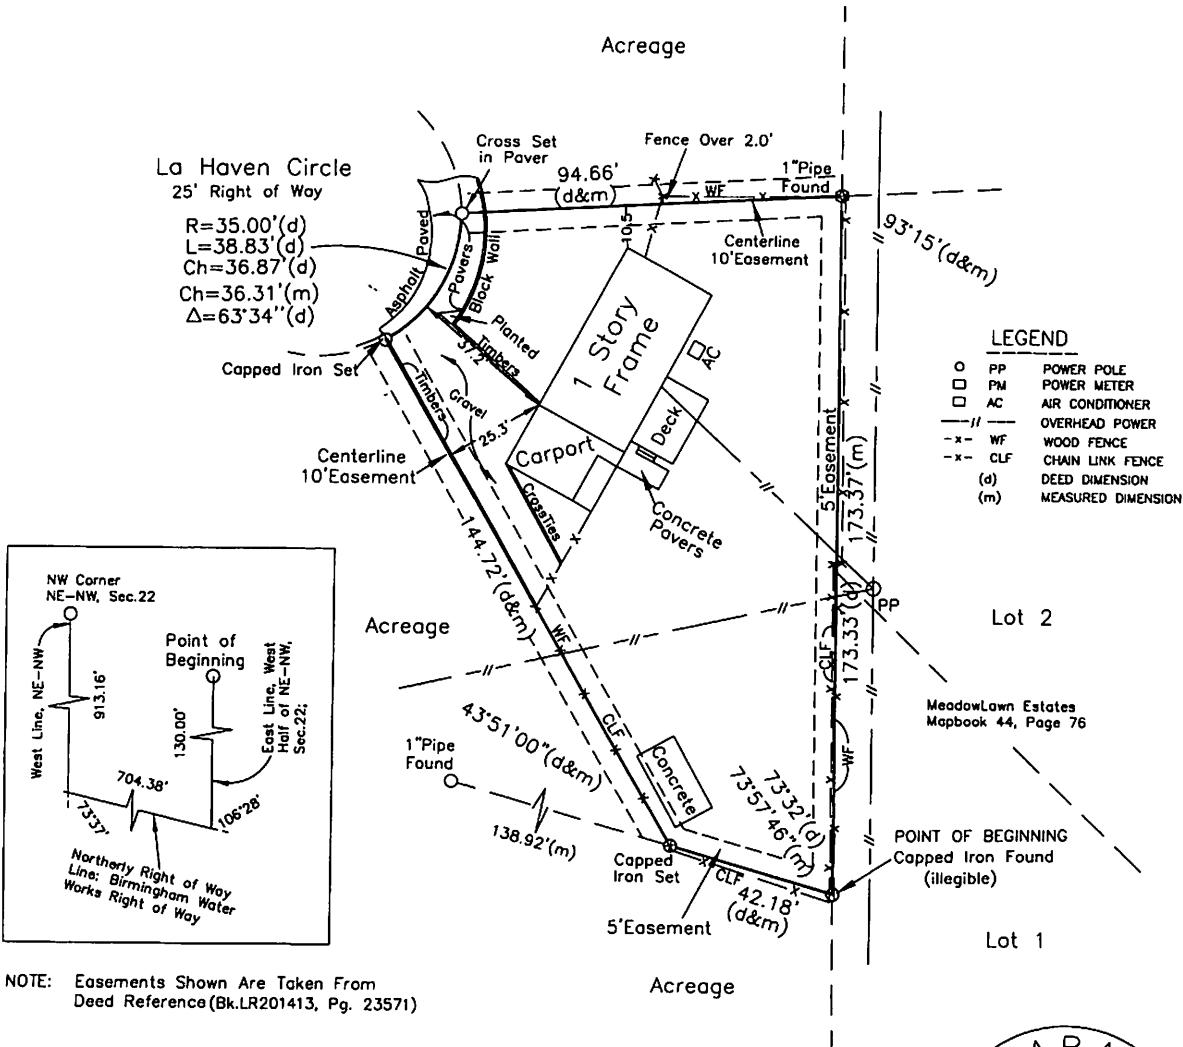 Acreage
Cross Set
in Paver
Fence Over 2.0'
La Haven Circle
25' Right of Way
94.66'
(d&m)
WF
1"Pipe
Found
R=35.00'(d)
L=38.83'(d)
Ch=36.87'(d)
Ch=36.31'(m)
Δ=63°34''(d)
Asphalt Paved
Pavers
Block Wall
10.5
Centerline
10'Easement
93°15'(d&m)
Planted
Timbers
37.2'
1 Story
Frame
AC
Capped Iron Set
Timbers
Gravel
25.3'
Deck
Carport
Centerline
10'Easement
CrossTies
Concrete
Pavers
5'Easement
173.37'(m)
173.33'(d)
LEGEND
PP POWER POLE
PM POWER METER
AC AIR CONDITIONER
—//— OVERHEAD POWER
-x- WF WOOD FENCE
-x- CLF CHAIN LINK FENCE
(d) DEED DIMENSION
(m) MEASURED DIMENSION
144.72'(d&m)
Acreage
WF
PP
Lot 2
CLF
MeadowLawn Estates
Mapbook 44, Page 76
WF
43°51'00"(d&m)
CLF
1"Pipe
Found
Concrete
73°32'(d)
73°57'46"(m)
138.92'(m)
Capped
Iron Set
CLF
42.18'
(d&m)
5'Easement
POINT OF BEGINNING
Capped Iron Found
(illegible)
Lot 1
Acreage
NW Corner
NE-NW, Sec.22
Point of
Beginning
West Line, NE-NW
913.16'
130.00'
East Line, West
Half of NE-NW,
Sec.22;
704.38'
73°37'
106°28'
Northerly Right of Way
Line; Birmingham Water
Works Right of Way
NOTE: Easements Shown Are Taken From
Deed Reference(Bk.LR201413, Pg. 23571)